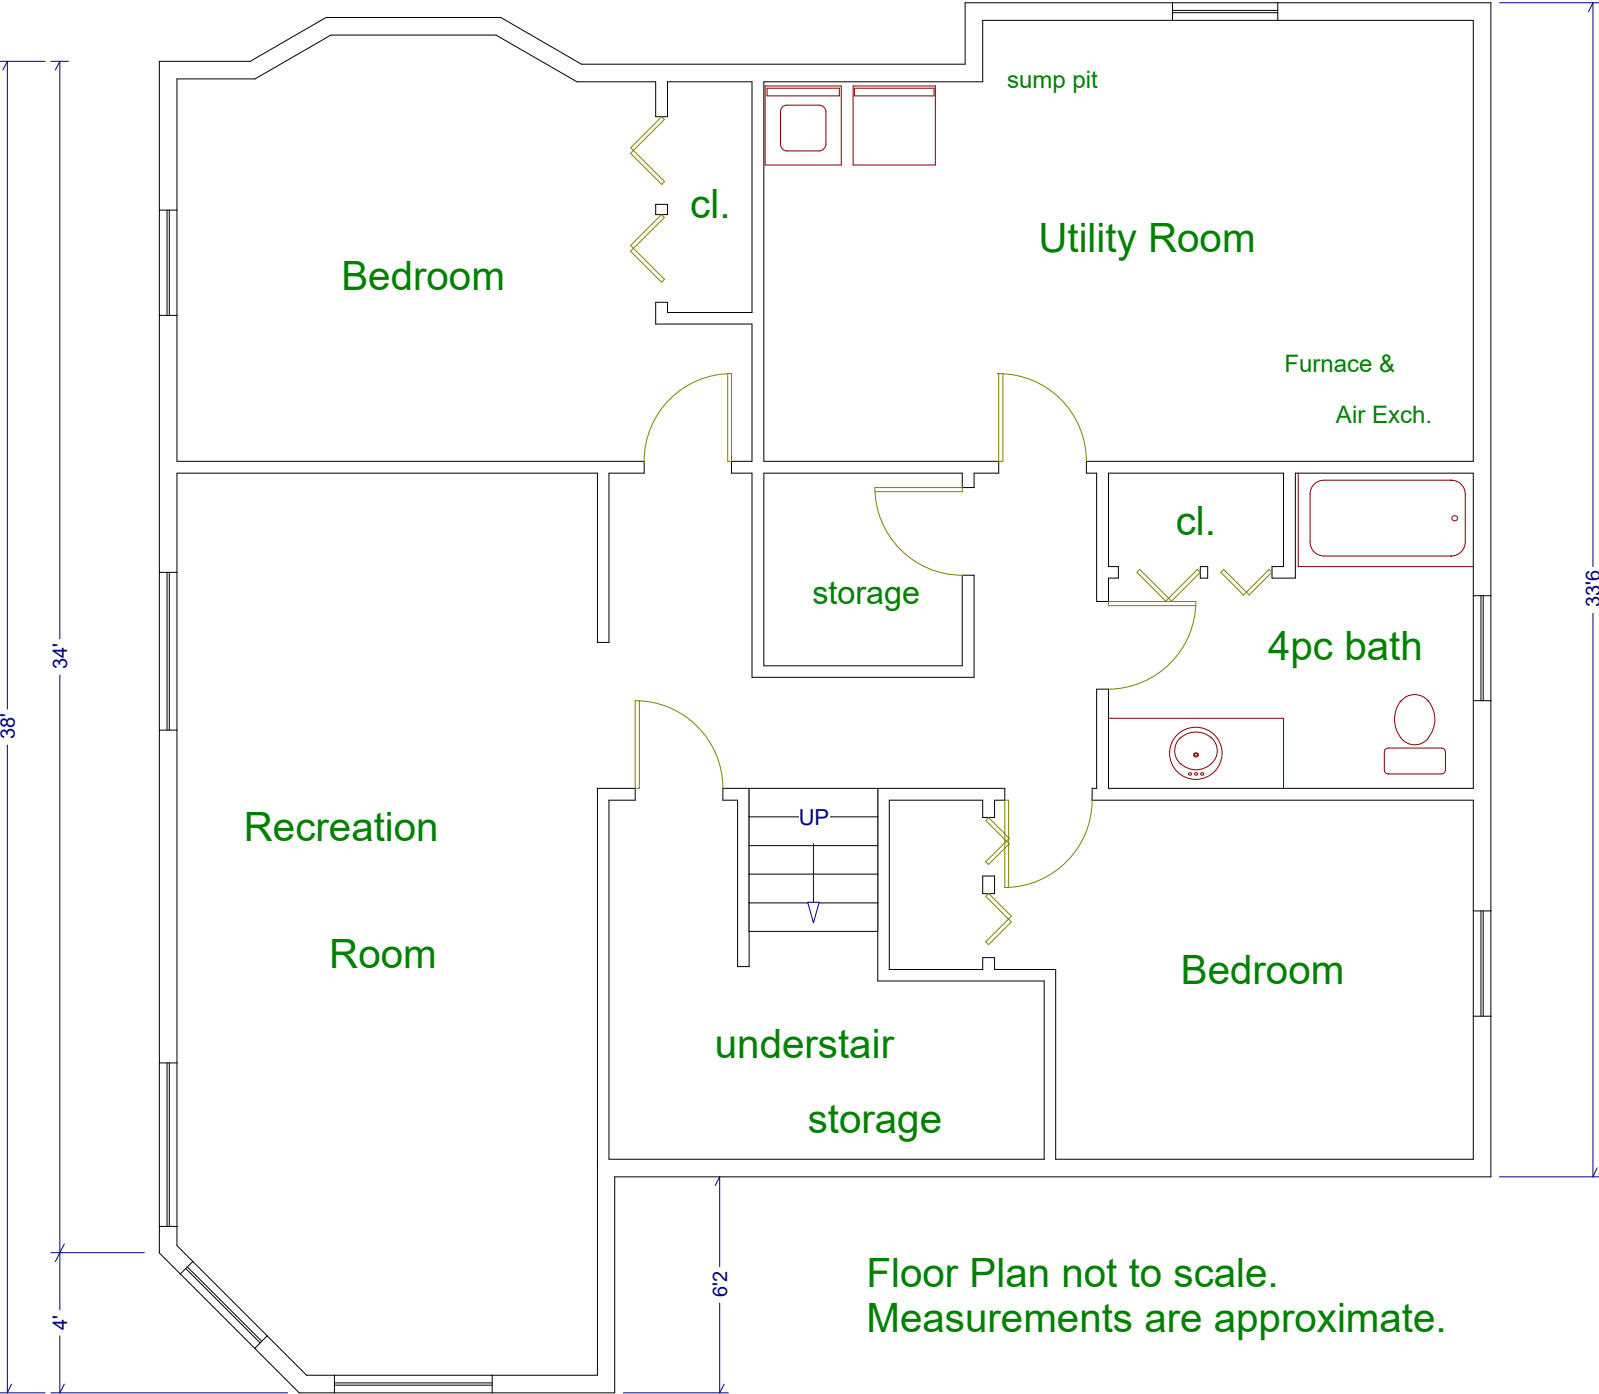 sump pit
cl.
Utility Room
Bedroom
Furnace &
Air Exch.
cl.
storage
33'6
4pc bath
34'
38'
UP
Recreation
Room
Bedroom
understair
storage
6'2
4'
Floor Plan not to scale.
Measurements are approximate.